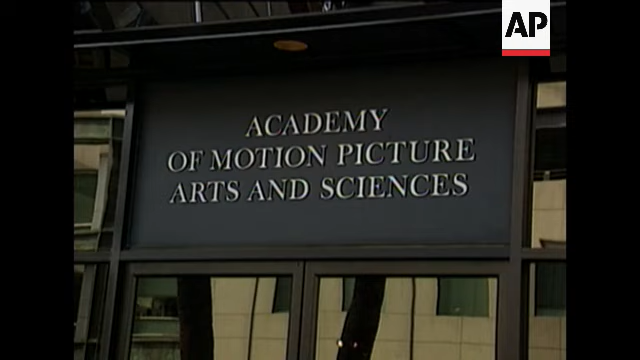 AP
ACADEMY
OF MOTION PICTURE
ARTS AND SCIENCES